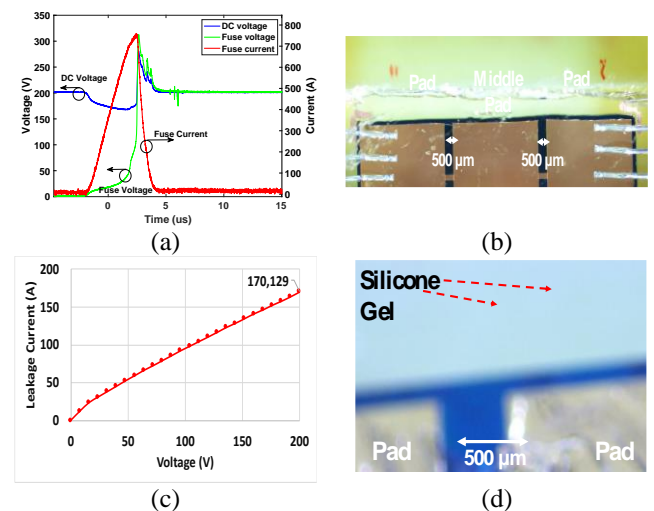 350
300
250
200
150
100
50
0
Voltage (V)
DC voltage
Fuse voltage
Fuse current
DC Voltage
Fuse Current
Fuse Voltage
800
700
600
500
400
300
200
100
0
Current (A)
0
5
10
15
Time (us)
(a)
Pad
Middle
Pad
Pad
500 µm
500 µm
(b)
200
150
100
50
0
Leakage Current (A)
170,129
0
50
100
150
200
Voltage (V)
(c)
Silicone
Gel
Pad
500 µm
Pad
(d)